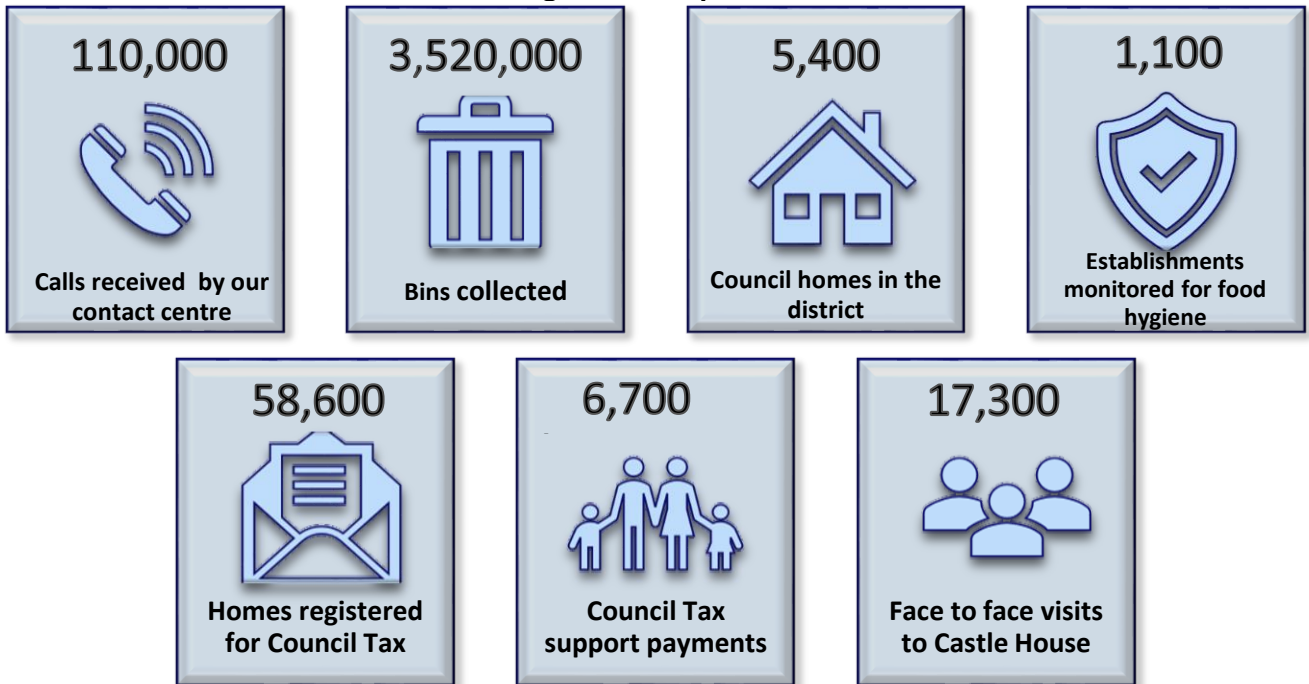 110,000
Calls received by our
contact centre
3,520,000
Bins collected
5,400
Council homes in the
district
1,100
Establishments
monitored for food
hygiene
58,600
Homes registered
for Council Tax
6,700
Council Tax
support payments
17,300
Face to face visits
to Castle House